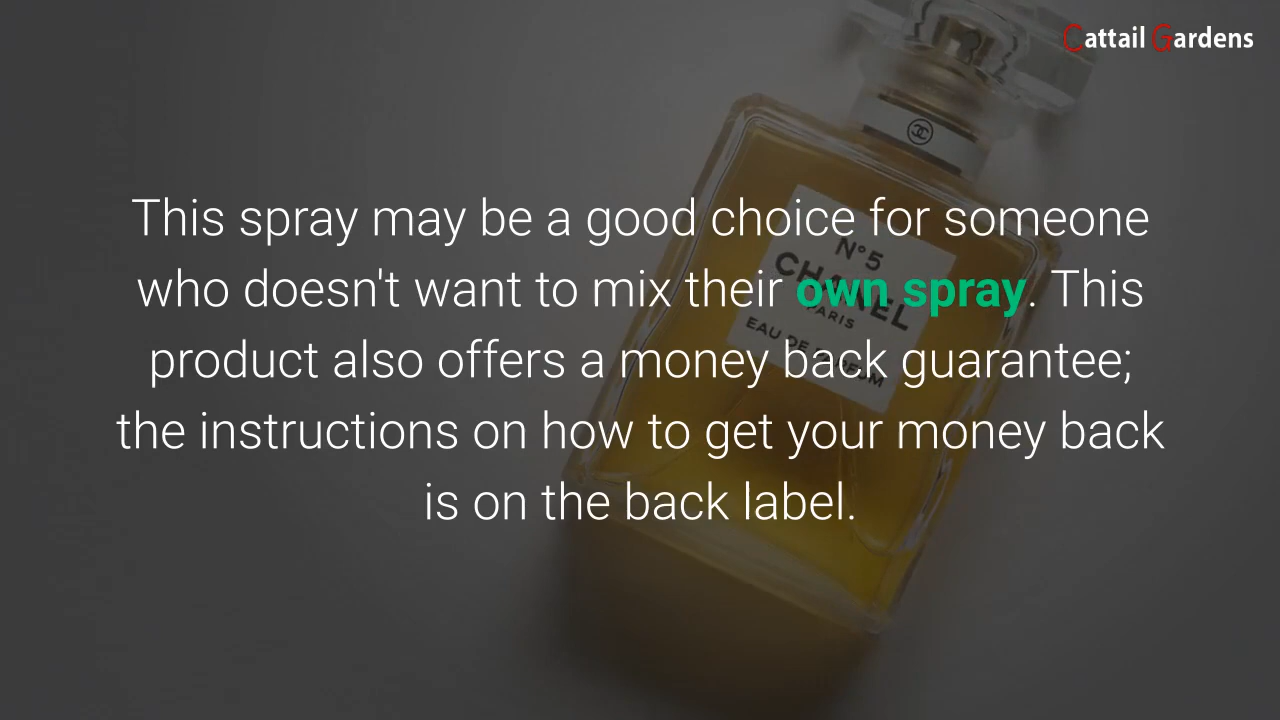 Cattail Gardens
This spray may be a good choice for someone
who doesn't want to mix their own spray. This
product also offers a money back guarantee;
the instructions on how to get your money back
is on the back label.
N°5
CHANEL
PARIS
EAU DE PARFUM